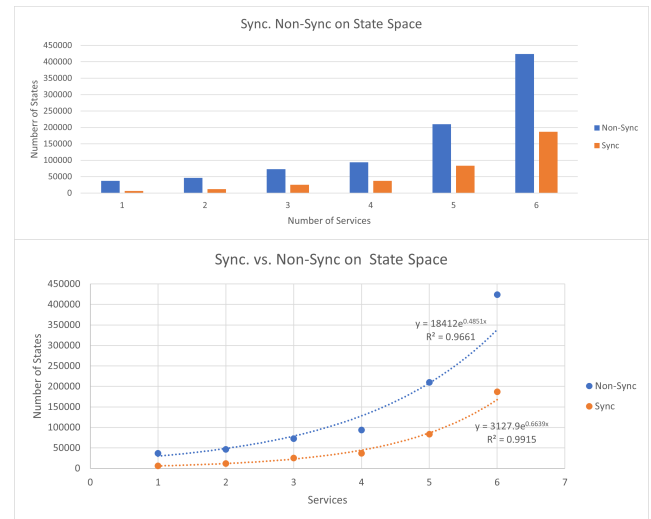 Sync. Non-Sync on State Space
450000
400000
350000
300000
250000
200000
150000
100000
50000
0
Numberr of States
1 2 3 4 5 6
Number of Services
Non-Sync
Sync
Sync. vs. Non-Sync on State Space
450000
400000
350000
300000
250000
200000
150000
100000
50000
0
Number of States
y = 18412e^0.4851x
R² = 0.9661
y = 3127.9e^0.6639x
R² = 0.9915
0 1 2 3 4 5 6 7
Services
Non-Sync
Sync